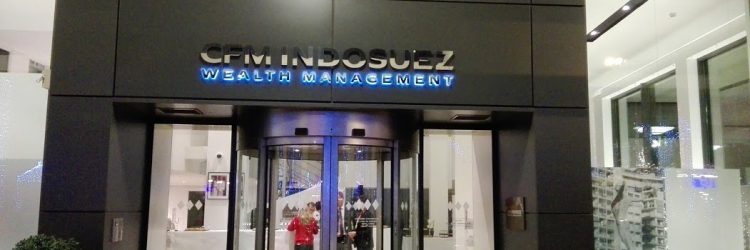 CFM INDOSUEZ
WEALTH MANAGEMENT